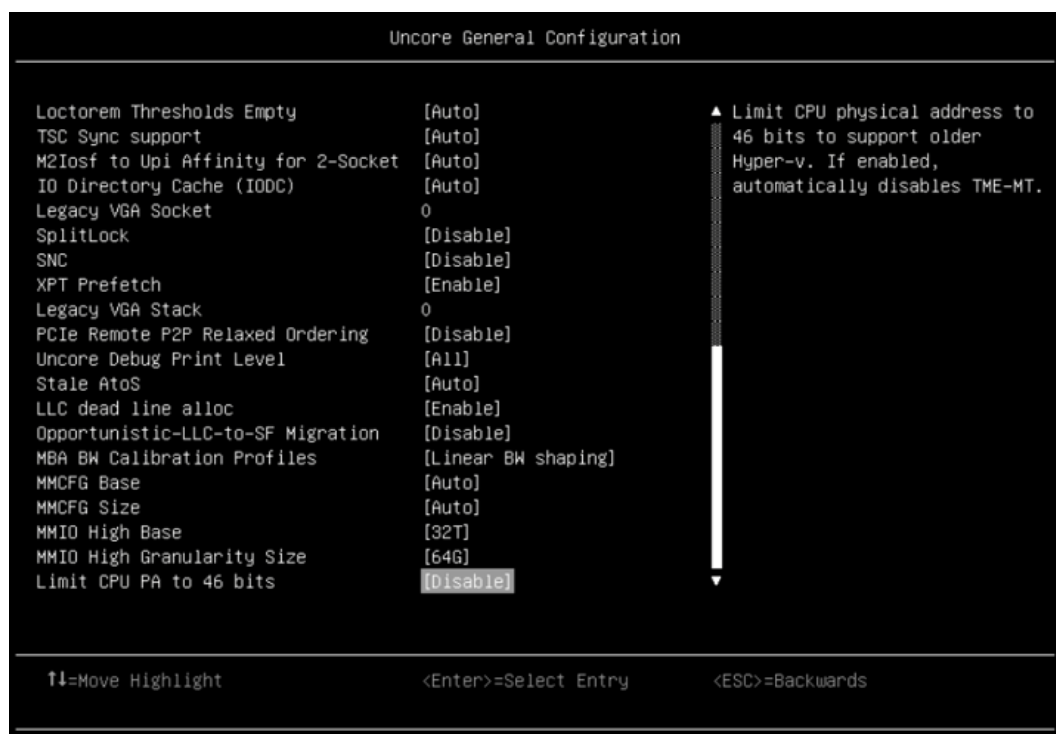 Uncore General Configuration
Loctorem Thresholds Empty [Auto]
TSC Sync support [Auto]
M2Iosf to Upi Affinity for 2-Socket [Auto]
IO Directory Cache (IODC) [Auto]
Legacy VGA Socket 0
SplitLock [Disable]
SNC [Disable]
XPT Prefetch [Enable]
Legacy VGA Stack 0
PCIe Remote P2P Relaxed Ordering [Disable]
Uncore Debug Print Level [All]
Stale AtoS [Auto]
LLC dead line alloc [Enable]
Opportunistic-LLC-to-SF Migration [Disable]
MBA BW Calibration Profiles [Linear BW shaping]
MMCFG Base [Auto]
MMCFG Size [Auto]
MMIO High Base [32T]
MMIO High Granularity Size [64G]
Limit CPU PA to 46 bits [Disable]
Limit CPU physical address to
46 bits to support older
Hyper-v. If enabled,
automatically disables TME-MT.
↑↓=Move Highlight <Enter>=Select Entry <ESC>=Backwards